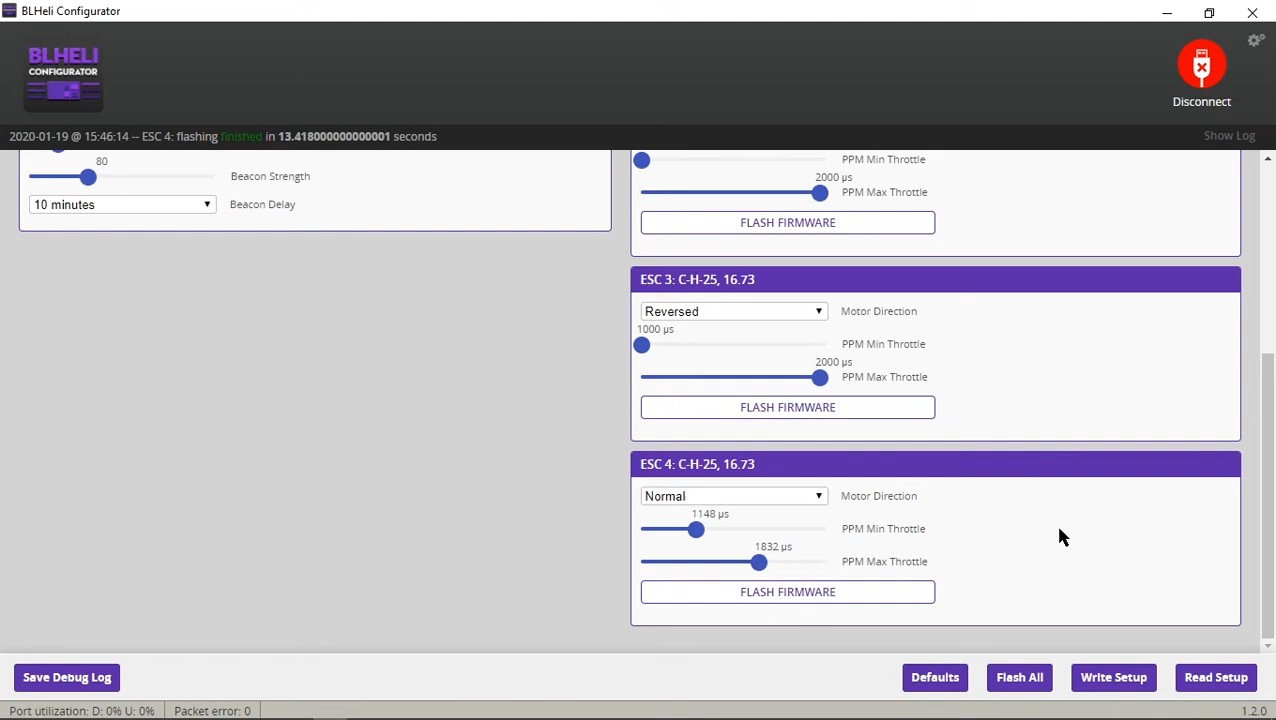 BLHeli Configurator
BLHELI
CONFIGURATOR
Disconnect
2020-01-19 @ 15:46:14 -- ESC 4: flashing finished in 13.418000000000001 seconds
Show Log
80
Beacon Strength
10 minutes
Beacon Delay
PPM Min Throttle
2000 µs
PPM Max Throttle
FLASH FIRMWARE
ESC 3: C-H-25, 16.73
Reversed
Motor Direction
1000 µs
PPM Min Throttle
2000 µs
PPM Max Throttle
FLASH FIRMWARE
ESC 4: C-H-25, 16.73
Normal
Motor Direction
1148 µs
PPM Min Throttle
1832 µs
PPM Max Throttle
FLASH FIRMWARE
Save Debug Log
Defaults
Flash All
Write Setup
Read Setup
Port utilization: D: 0% U: 0%
Packet error: 0
1.2.0